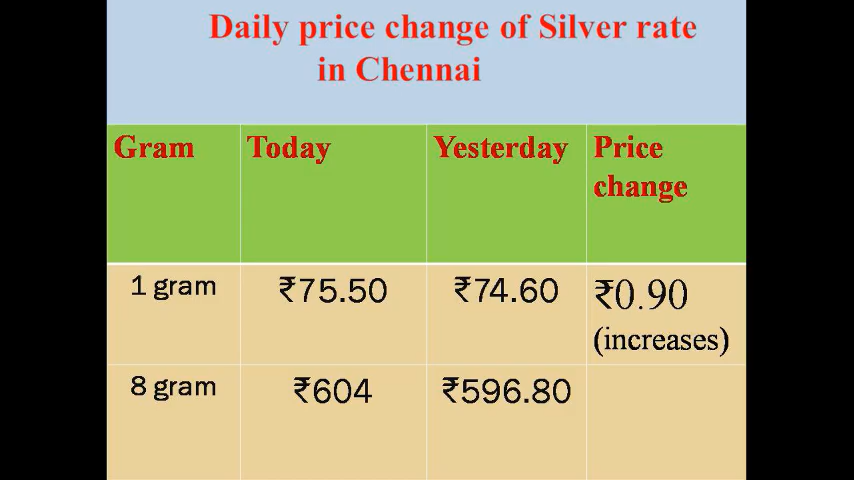 Daily price change of Silver rate
in Chennai
Gram Today Yesterday Price
change
1 gram ₹75.50 ₹74.60 ₹0.90
(increases)
8 gram ₹604 ₹596.80